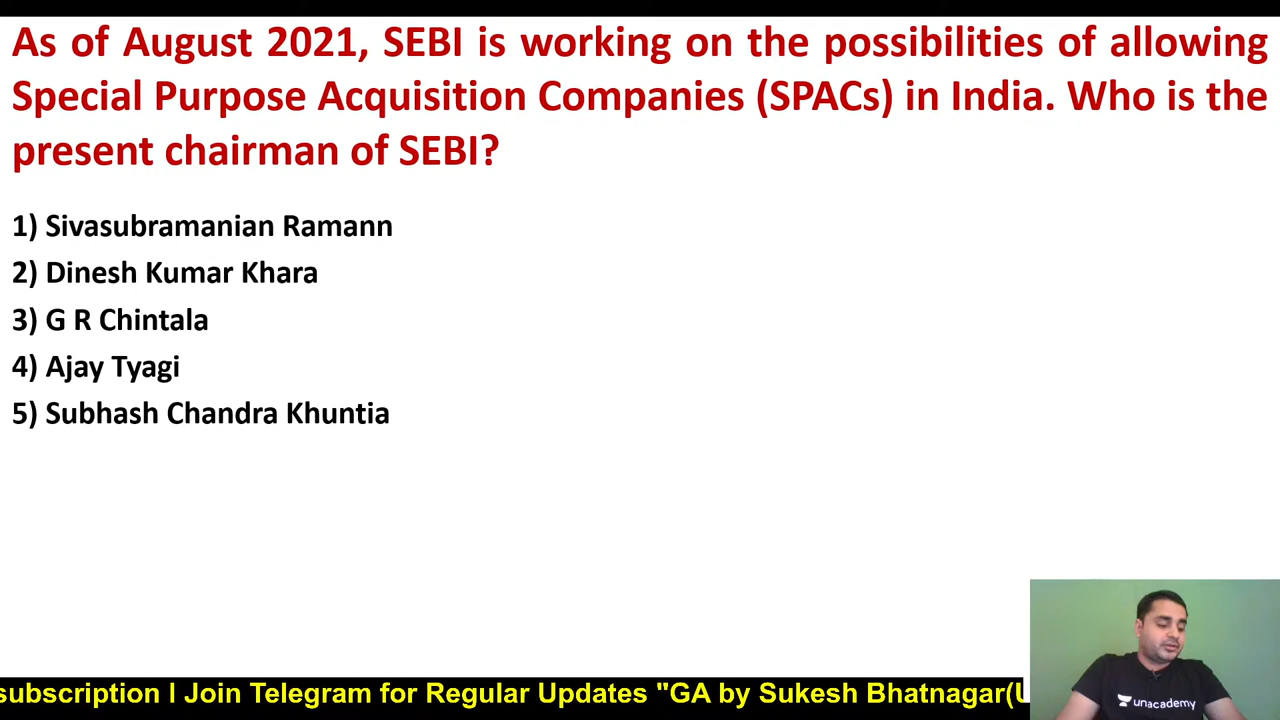 As of August 2021, SEBI is working on the possibilities of allowing
Special Purpose Acquisition Companies (SPACs) in India. Who is the
present chairman of SEBI?
1) Sivasubramanian Ramann
2) Dinesh Kumar Khara
3) G R Chintala
4) Ajay Tyagi
5) Subhash Chandra Khuntia
unacademy
subscription I Join Telegram for Regular Updates "GA by Sukesh Bhatnagar(U